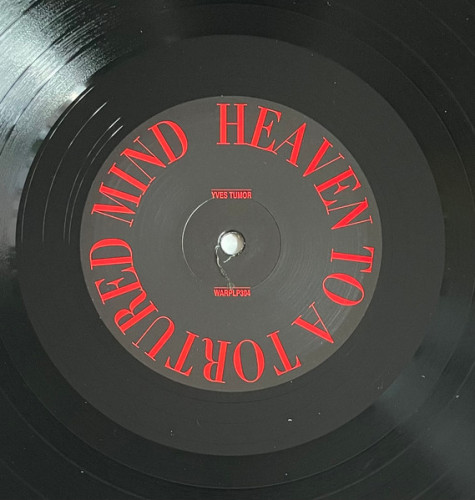 HEAVEN TO A TORTURED MIND
YVES TUMOR
WARPLP304